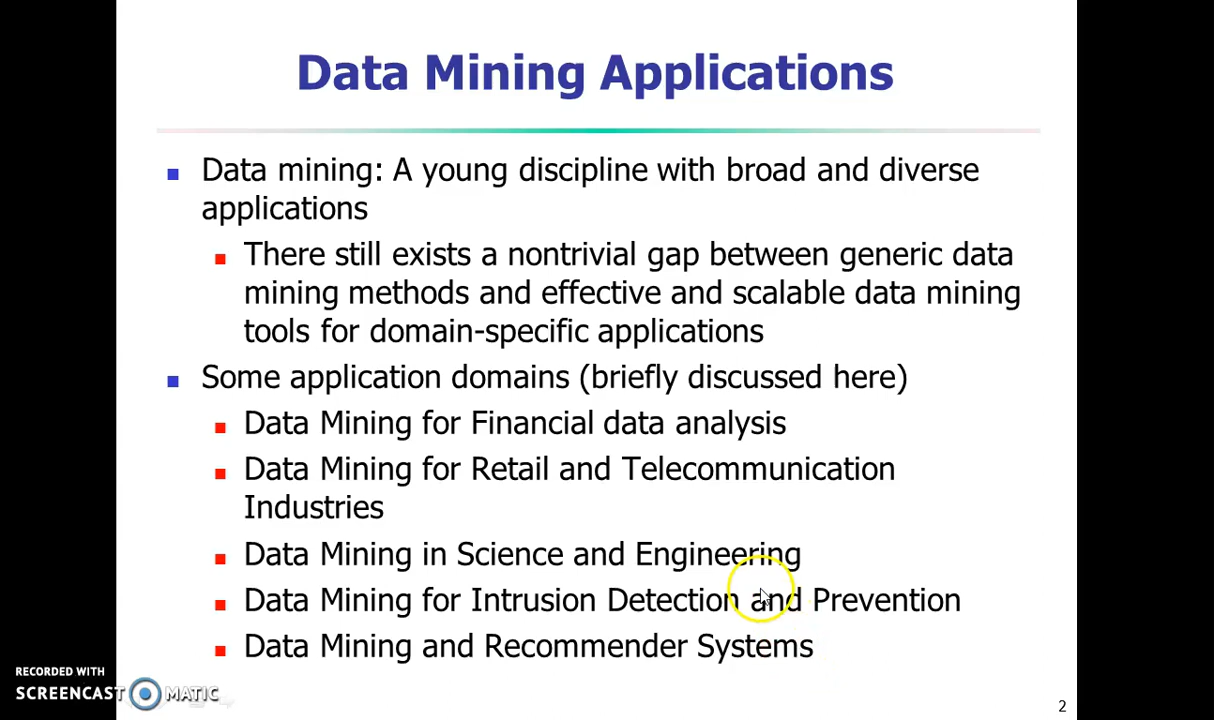 Data Mining Applications
Data mining: A young discipline with broad and diverse
applications
There still exists a nontrivial gap between generic data
mining methods and effective and scalable data mining
tools for domain-specific applications
Some application domains (briefly discussed here)
Data Mining for Financial data analysis
Data Mining for Retail and Telecommunication
Industries
Data Mining in Science and Engineering
Data Mining for Intrusion Detection and Prevention
Data Mining and Recommender Systems
RECORDED WITH
SCREENCAST MATIC
2